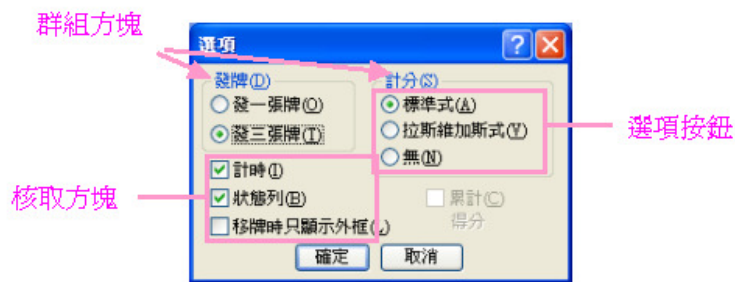 群組方塊
選項
發牌(D)
計分(S)
發一張牌(O)
標準式(A)
發三張牌(T)
拉斯維加斯式(V)
選項按鈕
無(N)
計時(I)
核取方塊
狀態列(B)
累計(C)
得分
移牌時只顯示外框(L)
確定
取消